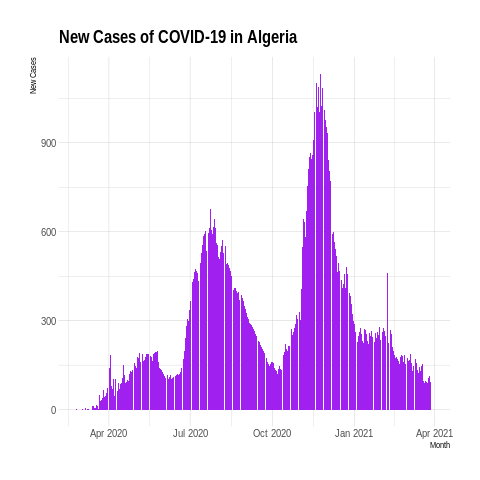 New Cases of COVID-19 in Algeria
New Cases
900
600
300
0
Apr 2020
Jul 2020
Oct 2020
Jan 2021
Apr 2021
Month